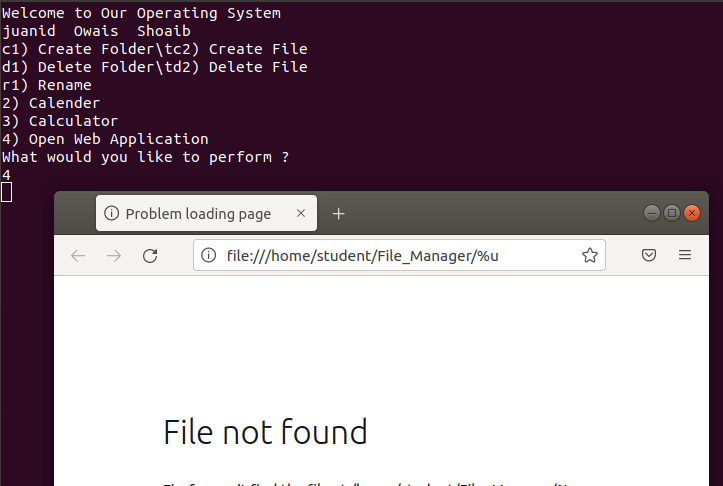 Welcome to Our Operating System
juanid  Owais  Shoaib
c1) Create Folder\tc2) Create File
d1) Delete Folder\td2) Delete File
r1) Rename
2) Calender
3) Calculator
4) Open Web Application
What would you like to perform ?
4
Problem loading page
file:///home/student/File_Manager/%u
File not found